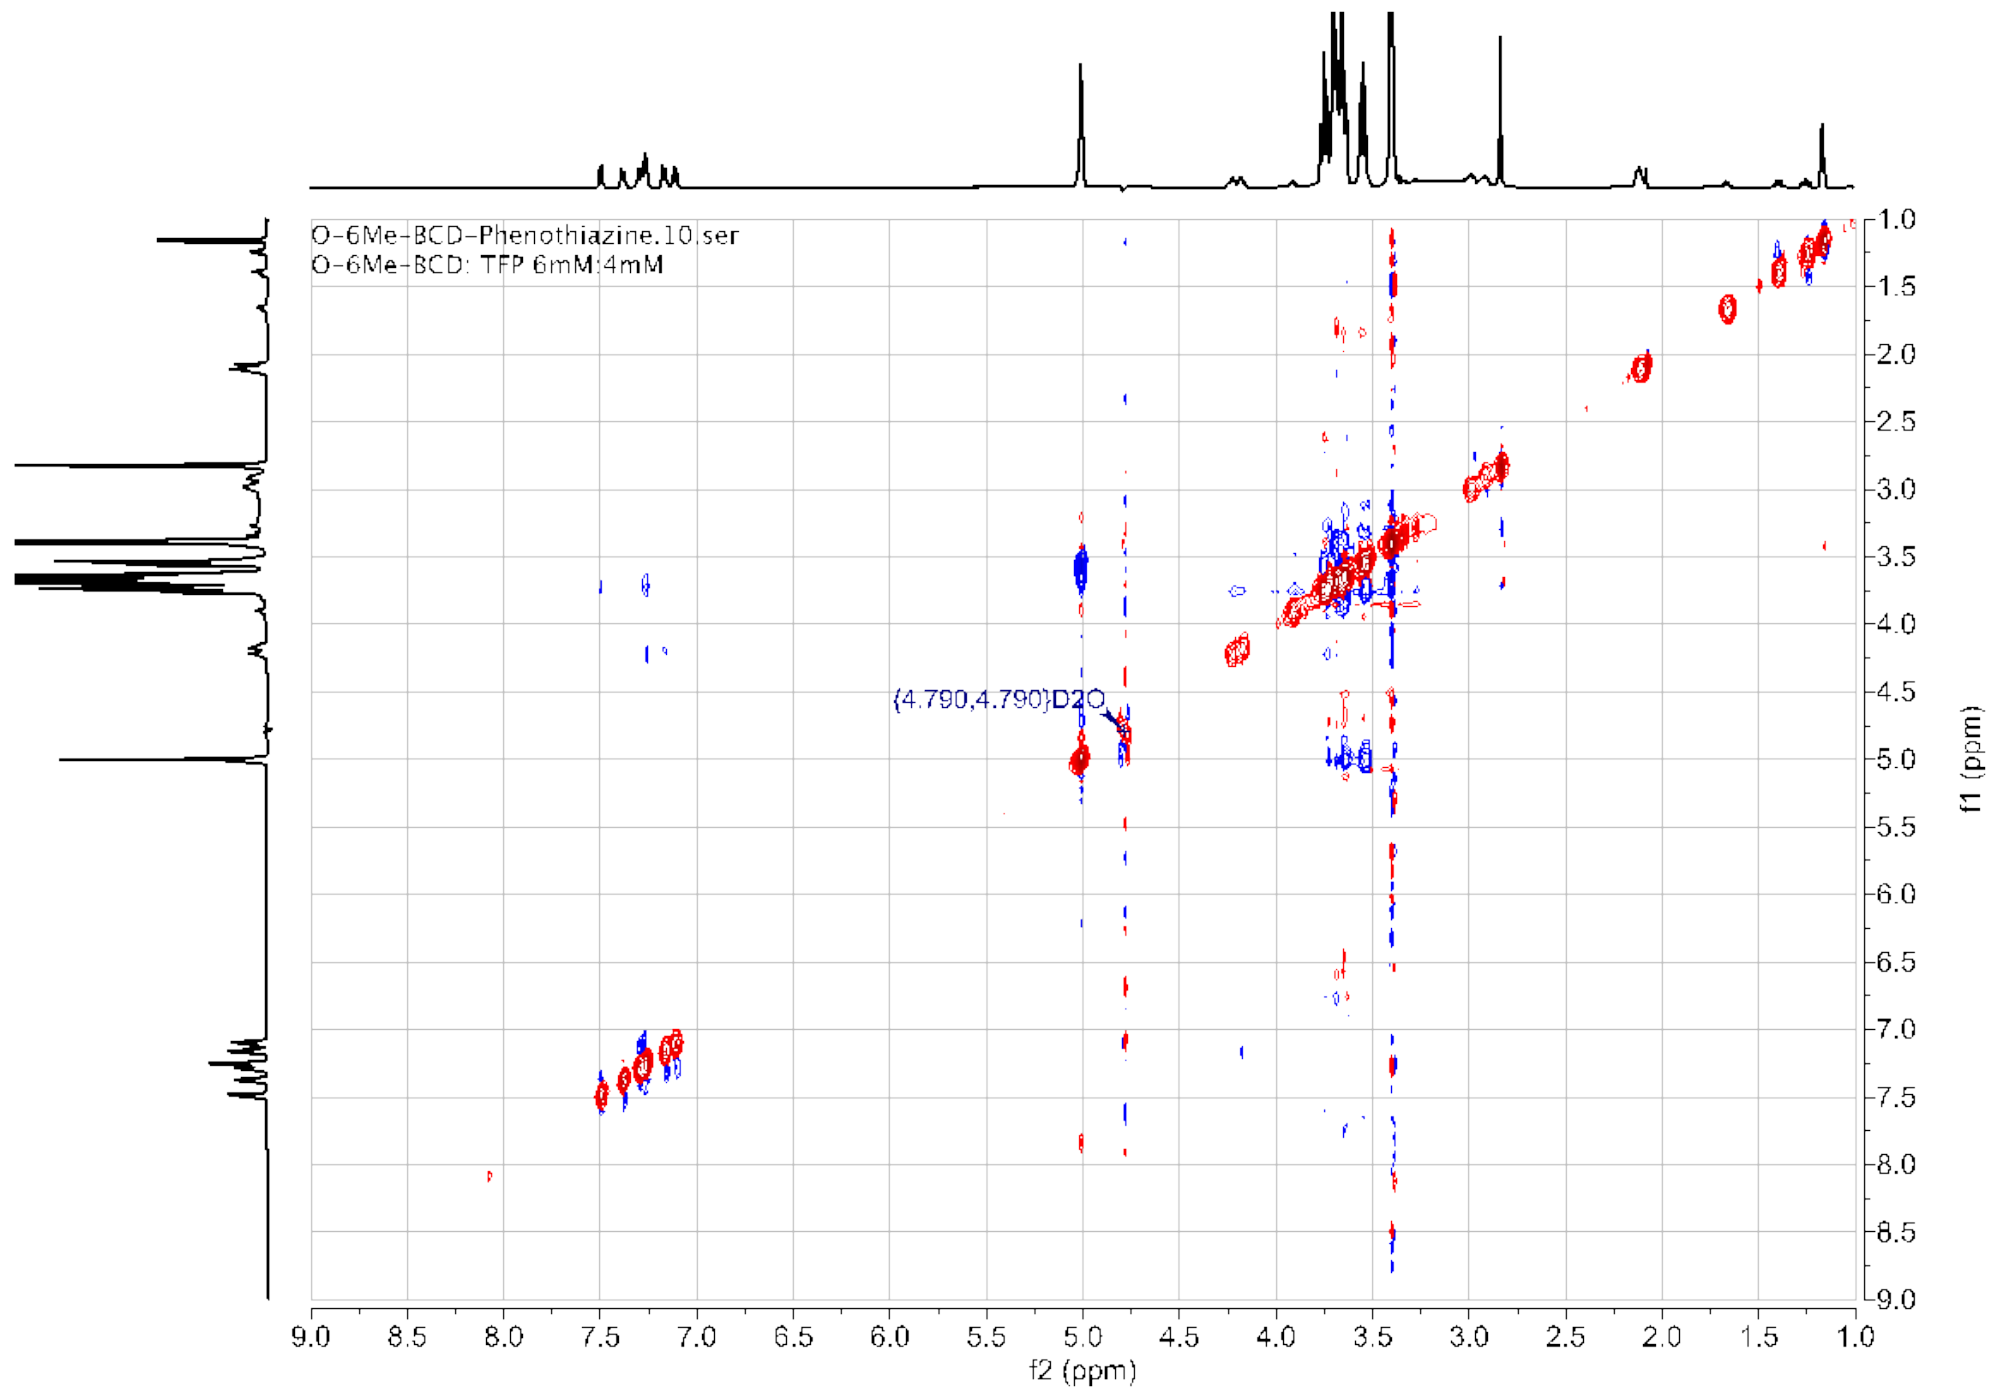 O-6Me-BCD-Phenothiazine.10.ser
O-6Me-BCD: TFP 6mM:4mM
{4.790,4.790}D2O
1.0
1.5
2.0
2.5
3.0
3.5
4.0
4.5
5.0
5.5
6.0
6.5
7.0
7.5
8.0
8.5
9.0
f1 (ppm)
9.0 8.5 8.0 7.5 7.0 6.5 6.0 5.5 5.0 4.5 4.0 3.5 3.0 2.5 2.0 1.5 1.0
f2 (ppm)